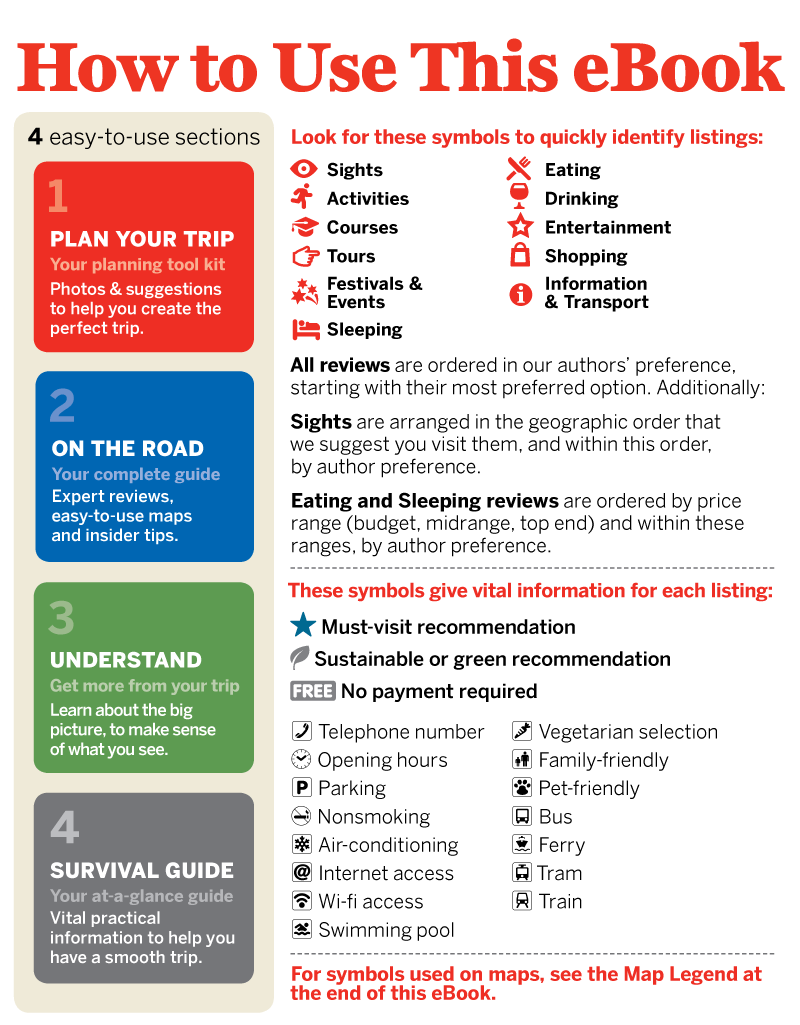 How to Use This eBook
4 easy-to-use sections
1
PLAN YOUR TRIP
Your planning tool kit
Photos & suggestions
to help you create the
perfect trip.
2
ON THE ROAD
Your complete guide
Expert reviews,
easy-to-use maps
and insider tips.
3
UNDERSTAND
Get more from your trip
Learn about the big
picture, to make sense
of what you see.
4
SURVIVAL GUIDE
Your at-a-glance guide
Vital practical
information to help you
have a smooth trip.
Look for these symbols to quickly identify listings:
Sights
Activities
Courses
Tours
Festivals &
Events
Sleeping
Eating
Drinking
Entertainment
Shopping
Information
& Transport
All reviews are ordered in our authors’ preference,
starting with their most preferred option. Additionally:
Sights are arranged in the geographic order that
we suggest you visit them, and within this order,
by author preference.
Eating and Sleeping reviews are ordered by price
range (budget, midrange, top end) and within these
ranges, by author preference.
These symbols give vital information for each listing:
Must-visit recommendation
Sustainable or green recommendation
FREE No payment required
Telephone number
Opening hours
P Parking
Nonsmoking
Air-conditioning
@ Internet access
Wi-fi access
Swimming pool
Vegetarian selection
Family-friendly
Pet-friendly
Bus
Ferry
Tram
Train
For symbols used on maps, see the Map Legend at
the end of this eBook.